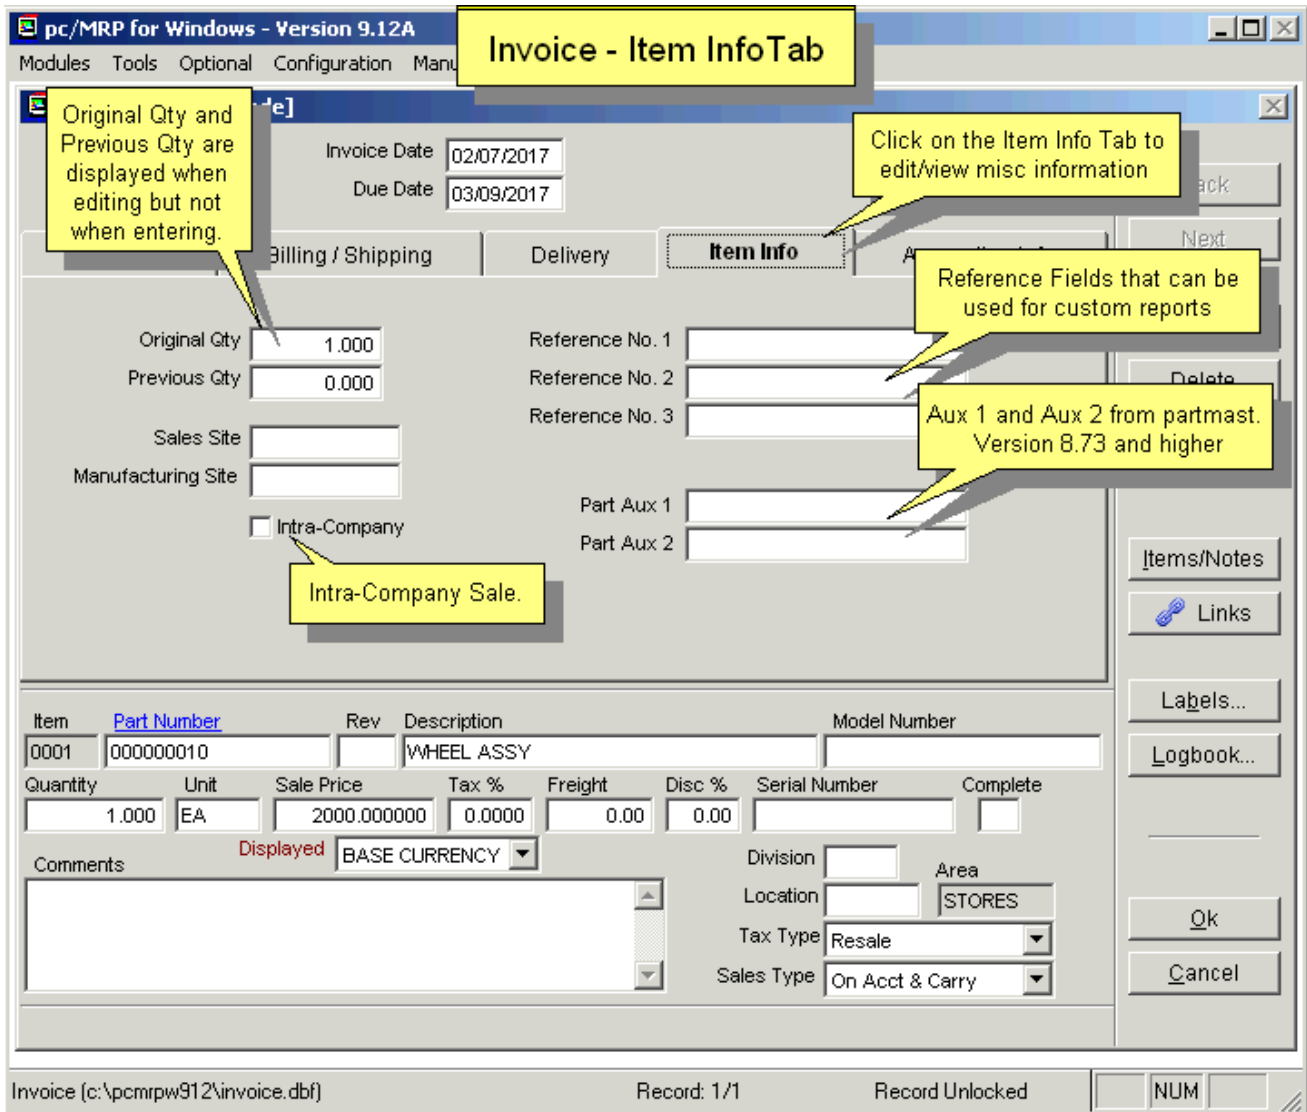 pc/MRP for Windows - Version 9.12A
Invoice - Item InfoTab
Modules Tools Optional Configuration
Original Qty and
Previous Qty are
displayed when
editing but not
when entering.
Invoice Date 02/07/2017
Due Date 03/09/2017
Click on the Item Info Tab to
edit/view misc information
Next
Billing / Shipping Delivery Item Info
Reference Fields that can be
used for custom reports
Original Qty 1.000 Reference No. 1
Previous Qty 0.000 Reference No. 2
Delete
Reference No. 3
Aux 1 and Aux 2 from partmast.
Version 8.73 and higher
Sales Site
Manufacturing Site
Part Aux 1
Intra-Company
Part Aux 2
Intra-Company Sale.
Items/Notes
Links
Labels...
Logbook...
Item Part Number Rev Description Model Number
0001 000000010 WHEEL ASSY
Quantity Unit Sale Price Tax % Freight Disc % Serial Number Complete
1.000 EA 2000.000000 0.0000 0.00 0.00
Displayed BASE CURRENCY
Comments
Division
Area
Location STORES
Tax Type Resale
Sales Type On Acct & Carry
Ok
Cancel
Invoice (c:\pcmrpw912\invoice.dbf) Record: 1/1 Record Unlocked NUM